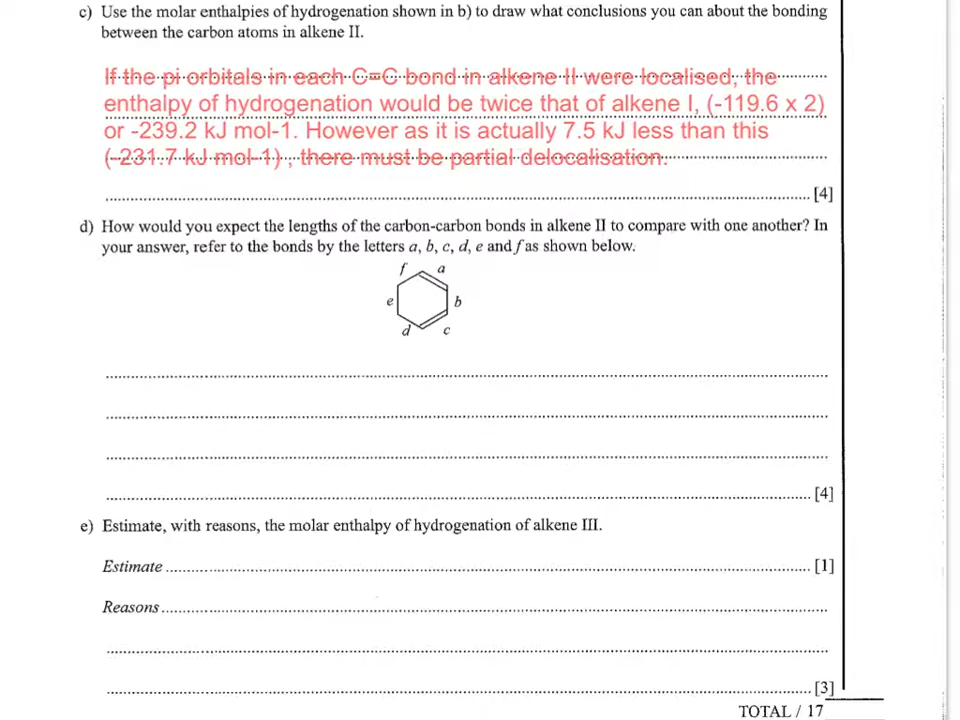 c) Use the molar enthalpies of hydrogenation shown in b) to draw what conclusions you can about the bonding
between the carbon atoms in alkene II.
If the pi orbitals in each C=C bond in alkene II were localised, the
enthalpy of hydrogenation would be twice that of alkene I, (-119.6 x 2)
or -239.2 kJ mol-1. However as it is actually 7.5 kJ less than this
(-231.7 kJ mol-1) , there must be partial delocalisation.
[4]
d) How would you expect the lengths of the carbon-carbon bonds in alkene II to compare with one another? In
your answer, refer to the bonds by the letters a, b, c, d, e and f as shown below.
f a
e b
d c
[4]
e) Estimate, with reasons, the molar enthalpy of hydrogenation of alkene III.
Estimate [1]
Reasons
[3]
TOTAL / 17